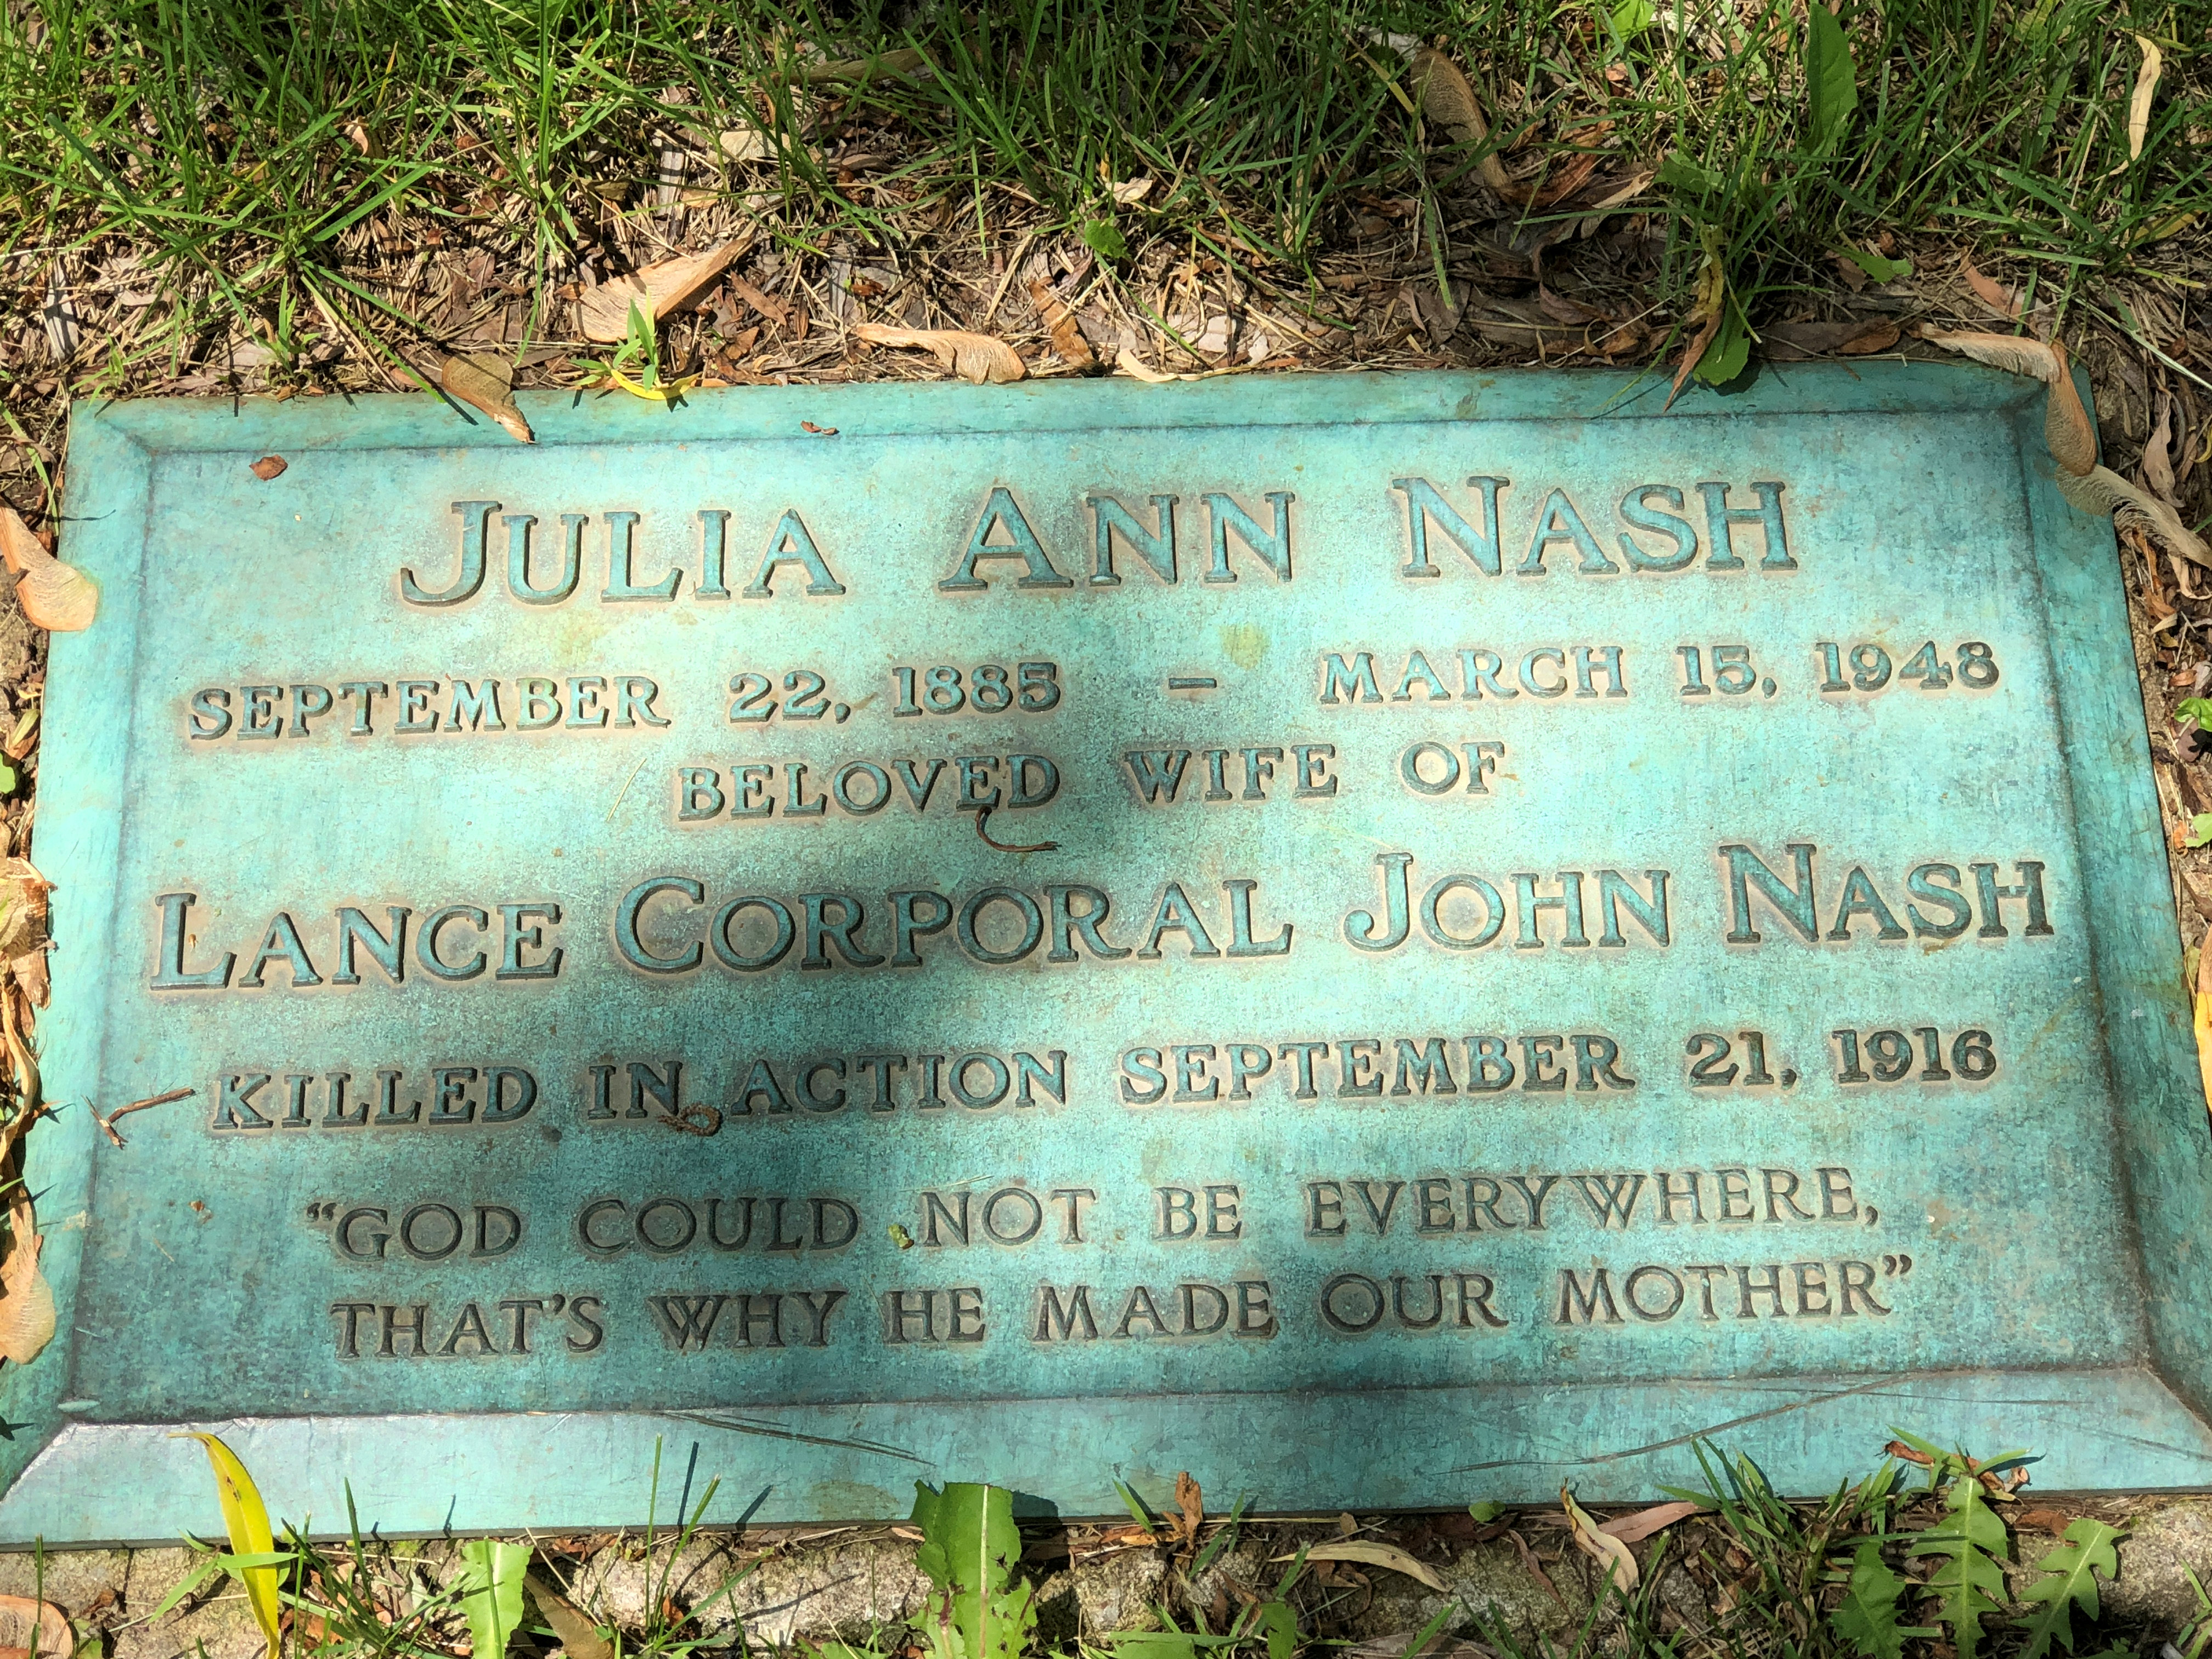 JULIA ANN NASH
SEPTEMBER 22, 1885 – MARCH 15, 1948
BELOVED WIFE OF
LANCE CORPORAL JOHN NASH
KILLED IN ACTION SEPTEMBER 21, 1916
“GOD COULD NOT BE EVERYWHERE,
THAT'S WHY HE MADE OUR MOTHER”